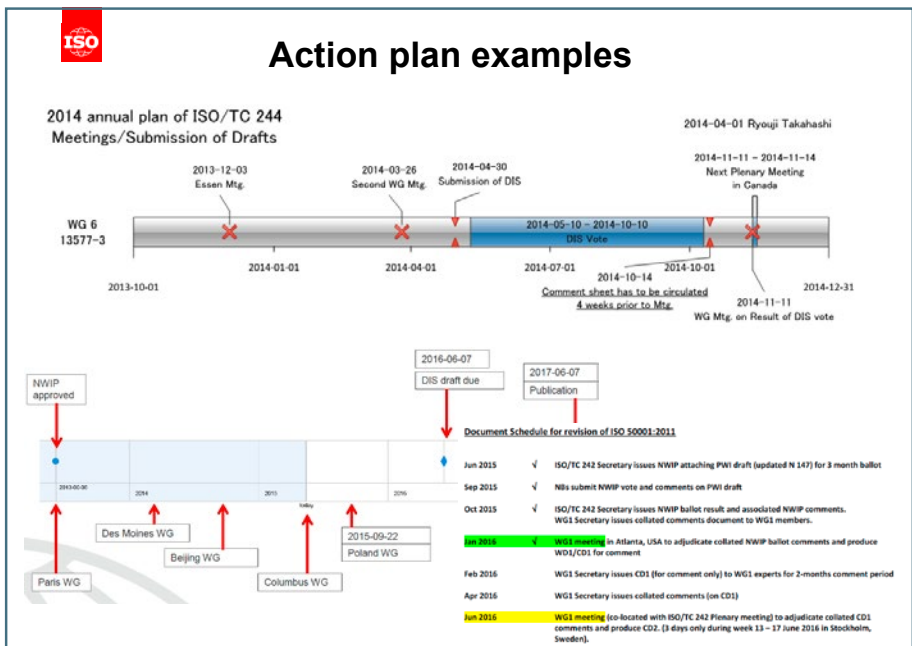 ISO
Action plan examples
2014 annual plan of ISO/TC 244
Meetings/Submission of Drafts
2014-04-01 Ryouji Takahashi
2013-12-03
Essen Mtg.
2014-03-26
Second WG Mtg.
2014-04-30
Submission of DIS
2014-11-11 - 2014-11-14
Next Plenary Meeting
in Canada
WG 6
13577-3
2014-05-10 - 2014-10-10
DIS Vote
2013-10-01
2014-01-01
2014-04-01
2014-07-01
2014-10-01
2014-12-31
2014-10-14
Comment sheet has to be circulated
4 weeks prior to Mtg.
2014-11-11
WG Mtg. on Result of DIS vote
NWIP
approved
2016-06-07
DIS draft due
2017-06-07
Publication
2014
2015
2016
Paris WG
Des Moines WG
Beijing WG
Columbus WG
2015-09-22
Poland WG
Document Schedule for revision of ISO 50001:2011
Jun 2015 √ ISO/TC 242 Secretary issues NWIP attaching PWI draft (updated N 147) for 3 month ballot
Sep 2015 √ NBs submit NWIP vote and comments on PWI draft
Oct 2015 √ ISO/TC 242 Secretary issues NWIP ballot result and associated NWIP comments.
WG1 Secretary issues collated comments document to WG1 members.
Jan 2016 √ WG1 meeting in Atlanta, USA to adjudicate collated NWIP ballot comments and produce
WD1/CD1 for comment
Feb 2016 WG1 Secretary issues CD1 (for comment only) to WG1 experts for 2-months comment period
Apr 2016 WG1 Secretary issues collated comments (on CD1)
Jun 2016 WG1 meeting (co-located with ISO/TC 242 Plenary meeting) to adjudicate collated CD1
comments and produce CD2. (3 days only during week 13 – 17 June 2016 in Stockholm,
Sweden).